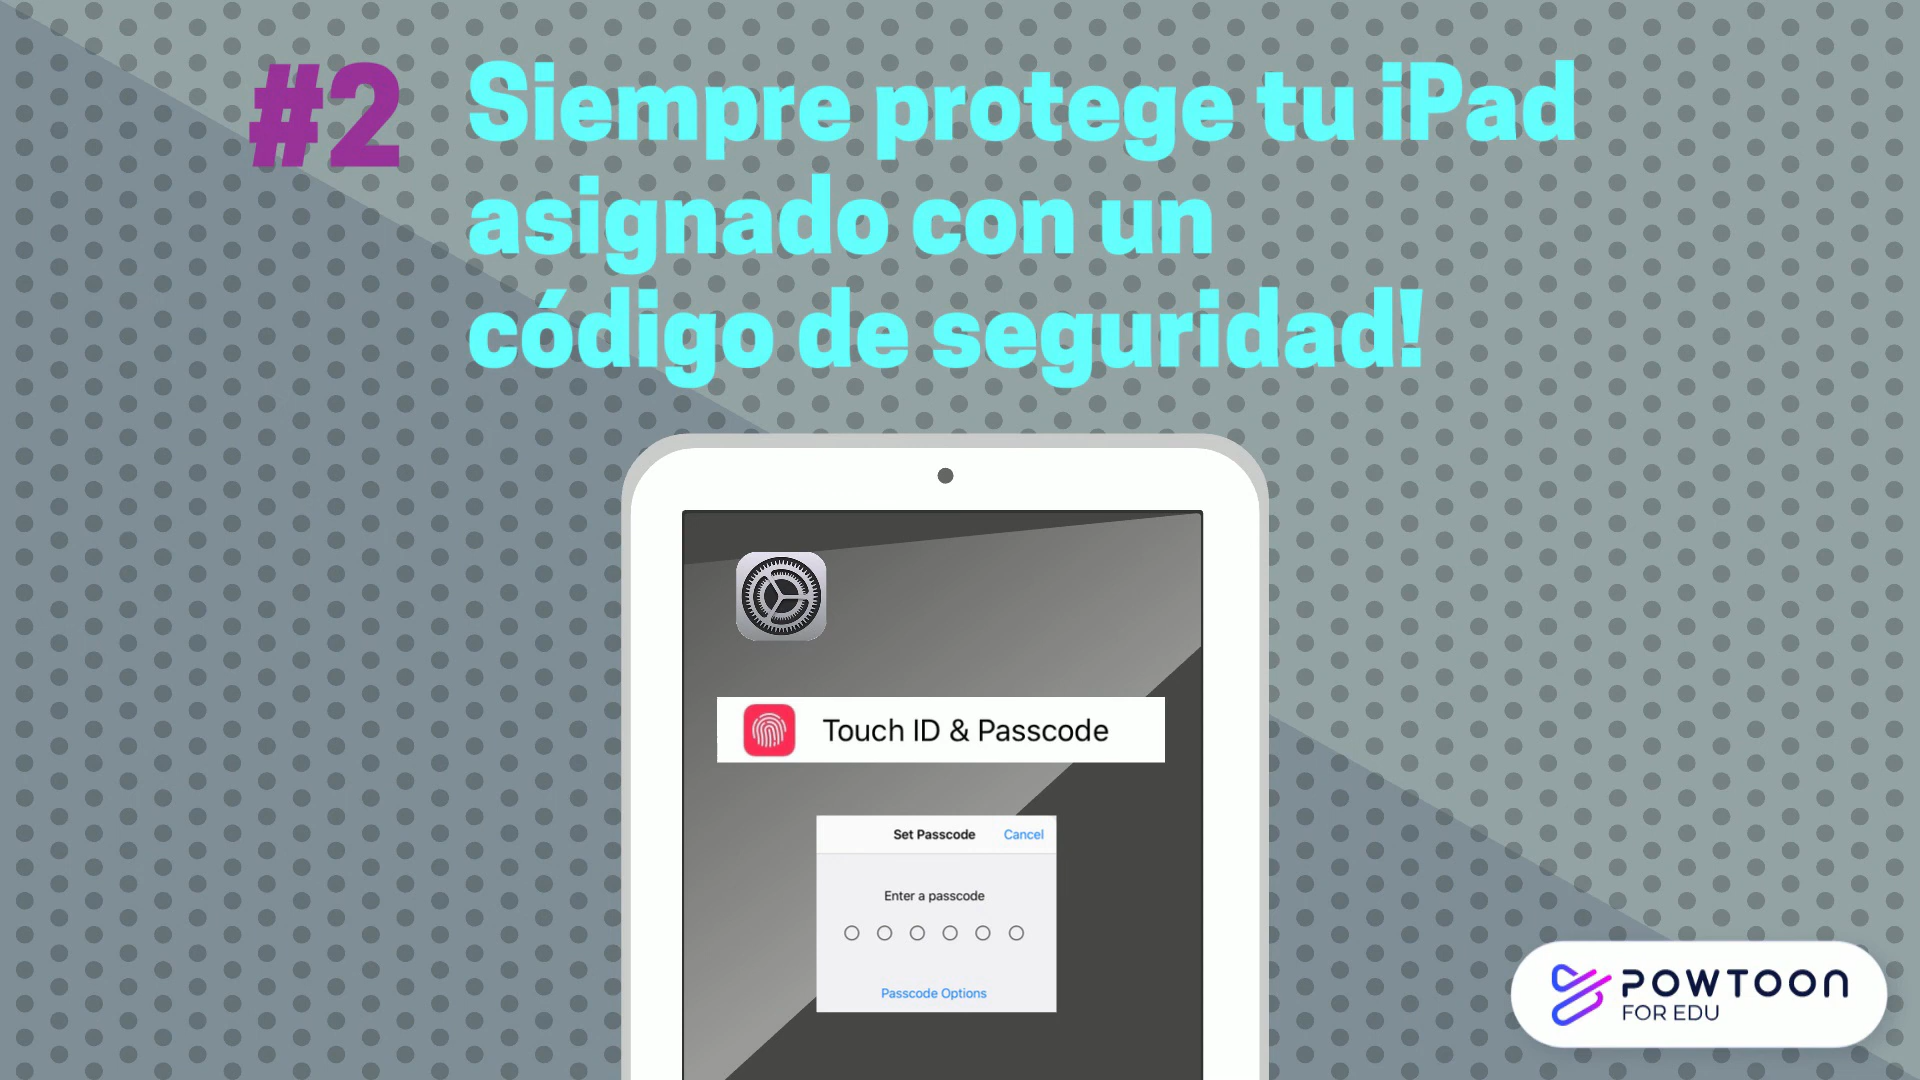 #2 Siempre protege tu iPad
asignado con un
código de seguridad!
Touch ID & Passcode
Set Passcode Cancel
Enter a passcode
Passcode Options
POWTOON
FOR EDU